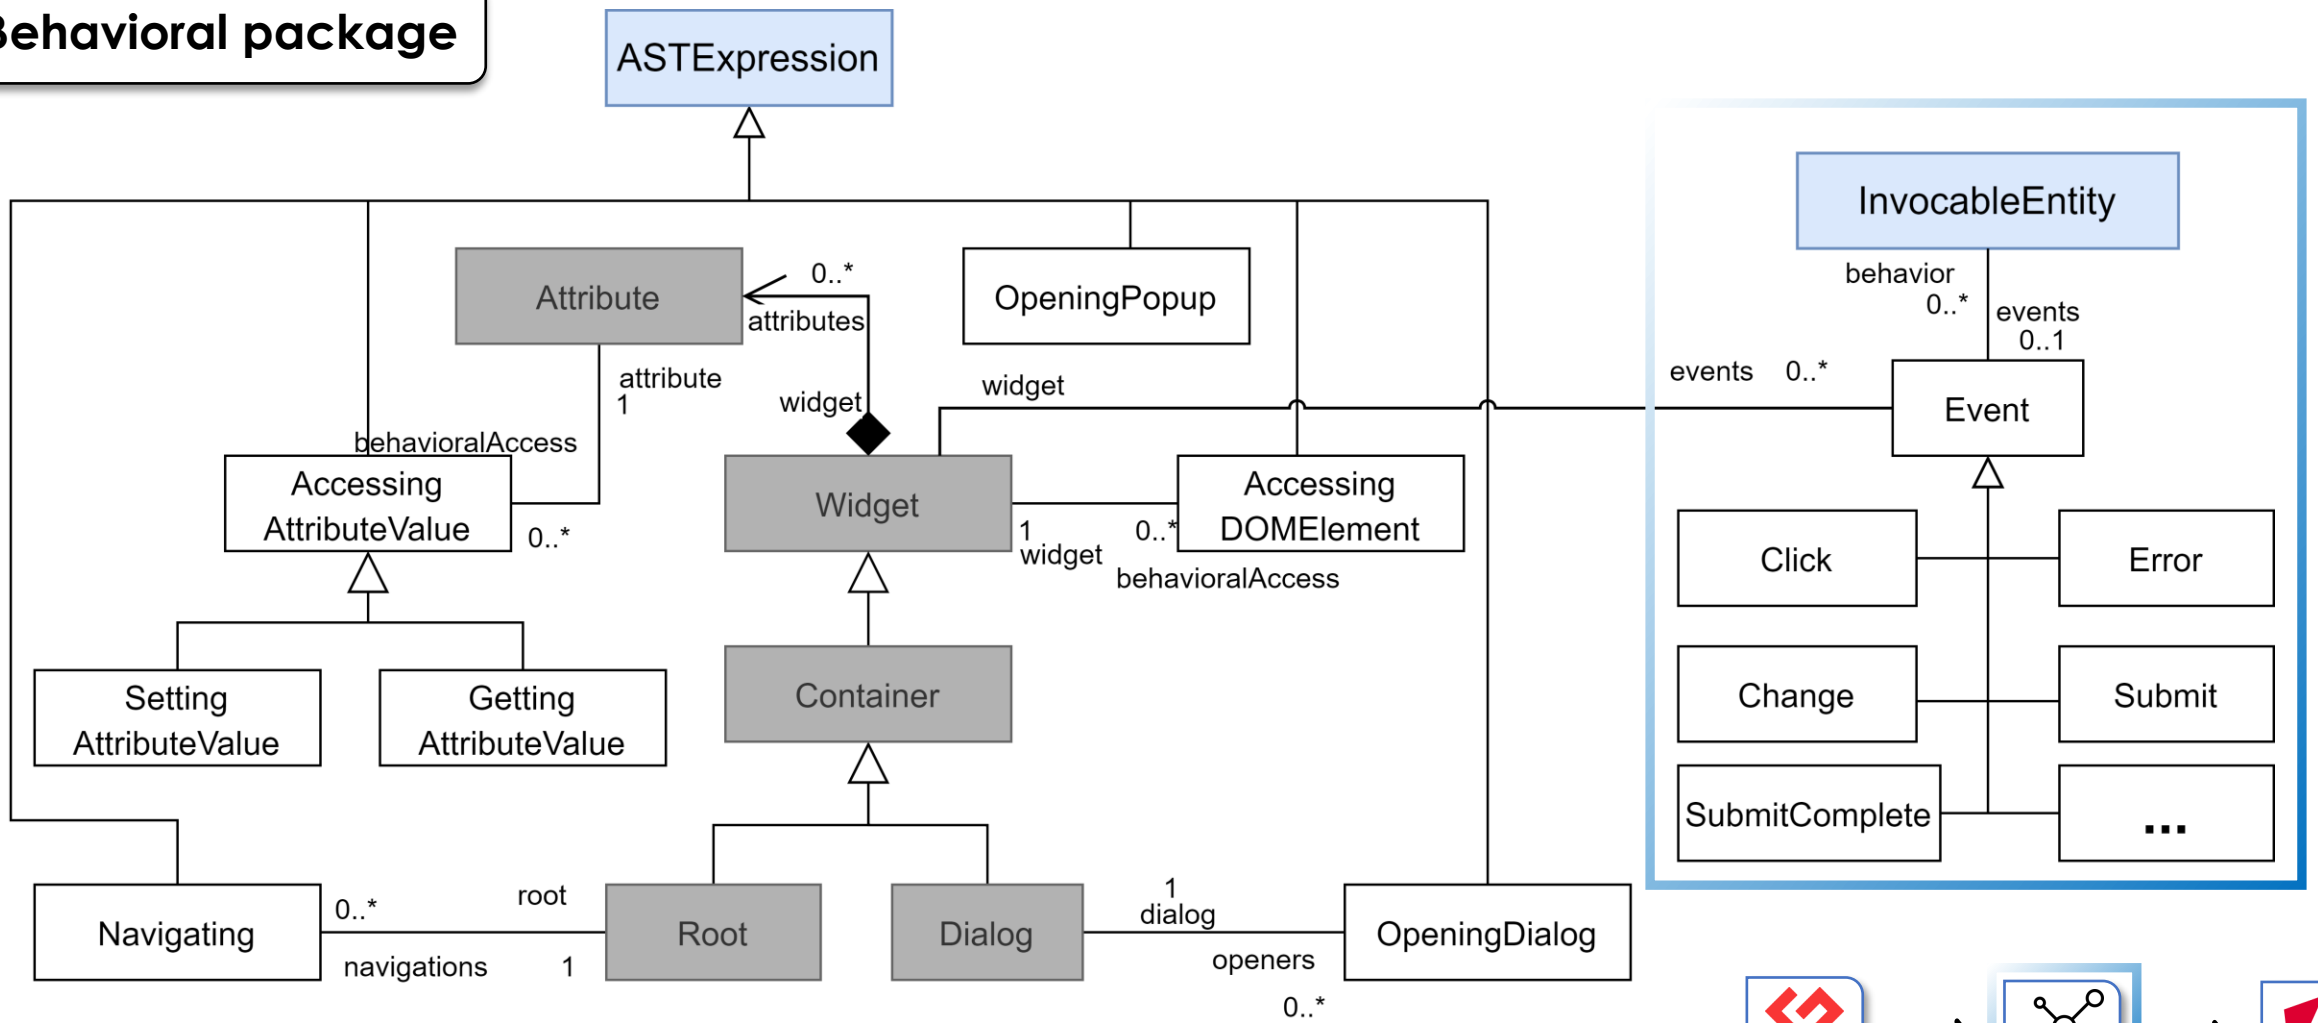 Behavioral package
ASTExpression
InvocableEntity
behavior
0..*
events
0..1
Attribute
0..*
attributes
OpeningPopup
attribute
1
widget
widget
events 0..*
Event
behavioralAccess
Accessing
AttributeValue
0..*
Widget
1
widget
0..*
behavioralAccess
Accessing
DOMElement
Click
Error
Setting
AttributeValue
Getting
AttributeValue
Container
Change
Submit
SubmitComplete
...
Navigating
0..*
navigations
root
1
Root
Dialog
1
dialog
openers
0..*
OpeningDialog